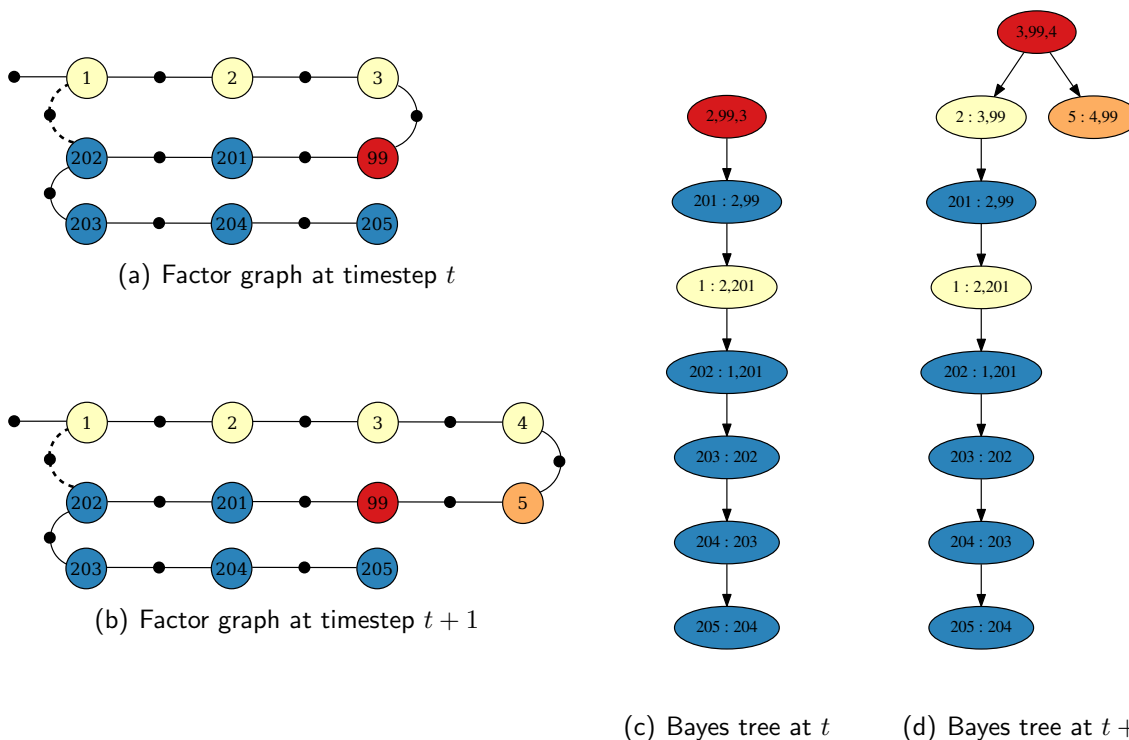 1
2
3
202
201
99
203
204
205
(a) Factor graph at timestep t
1
2
3
4
202
201
99
5
203
204
205
(b) Factor graph at timestep t + 1
2,99,3
201 : 2,99
1 : 2,201
202 : 1,201
203 : 202
204 : 203
205 : 204
(c) Bayes tree at t
3,99,4
2 : 3,99
5 : 4,99
201 : 2,99
1 : 2,201
202 : 1,201
203 : 202
204 : 203
205 : 204
(d) Bayes tree at t +